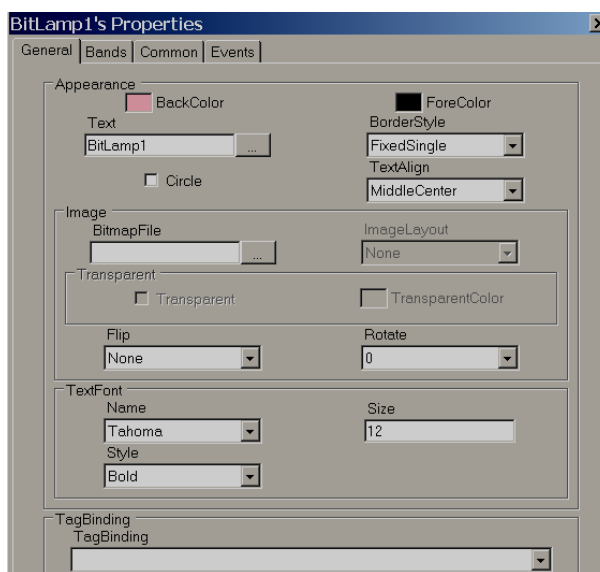 BitLamp1's Properties
General Bands Common Events
Appearance
BackColor ForeColor
Text BorderStyle
BitLamp1 ... FixedSingle
Circle TextAlign
MiddleCenter
Image
BitmapFile ImageLayout
... None
Transparent
Transparent TransparentColor
Flip Rotate
None 0
TextFont
Name Size
Tahoma 12
Style
Bold
TagBinding
TagBinding